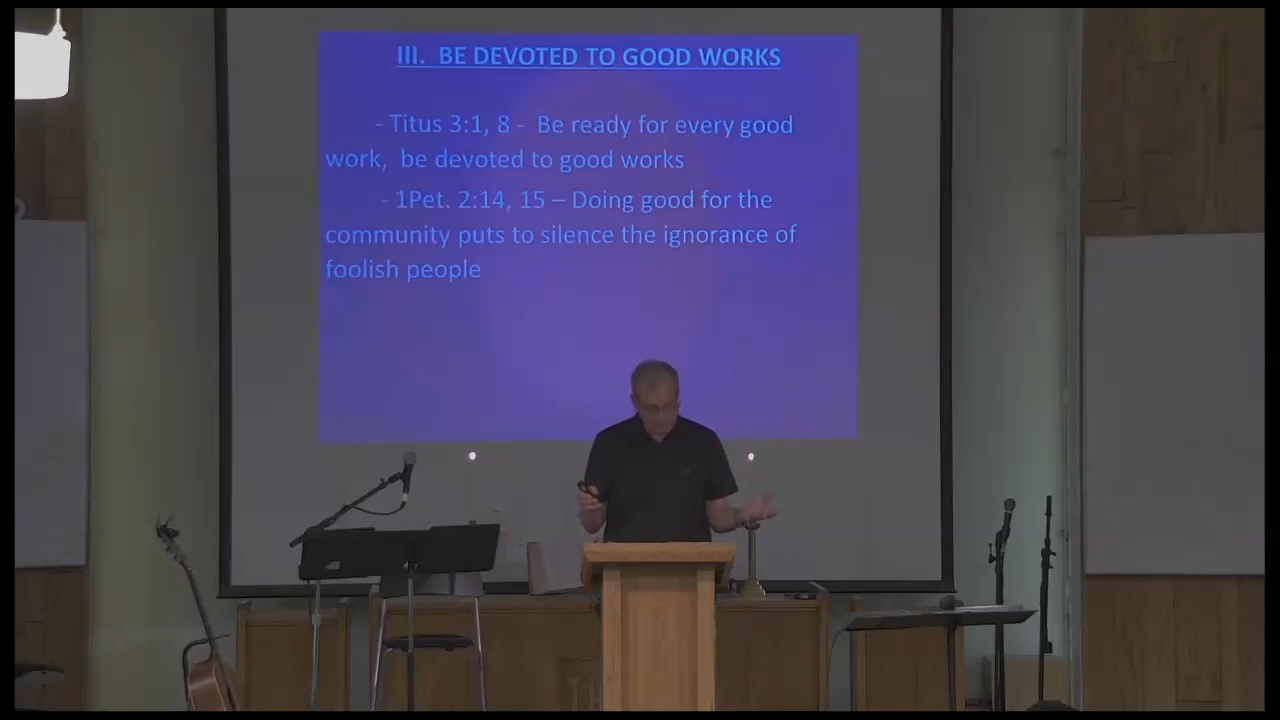 III. BE DEVOTED TO GOOD WORKS
- Titus 3:1, 8 - Be ready for every good
work, be devoted to good works
- 1Pet. 2:14, 15 – Doing good for the
community puts to silence the ignorance of
foolish people